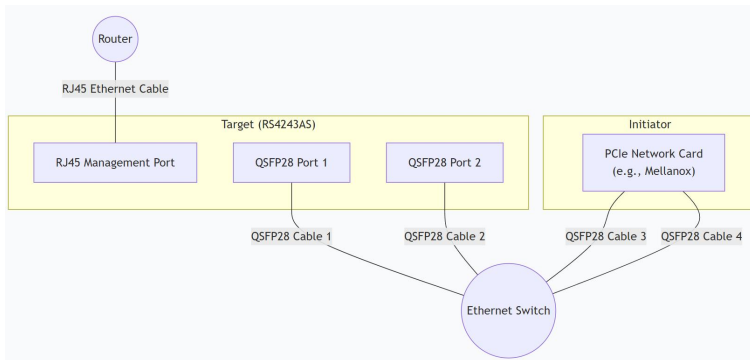 Router
RJ45 Ethernet Cable
Target (RS4243AS)
Initiator
RJ45 Management Port
QSFP28 Port 1
QSFP28 Port 2
PCIe Network Card
(e.g., Mellanox)
QSFP28 Cable 1
QSFP28 Cable 2
QSFP28 Cable 3
QSFP28 Cable 4
Ethernet Switch